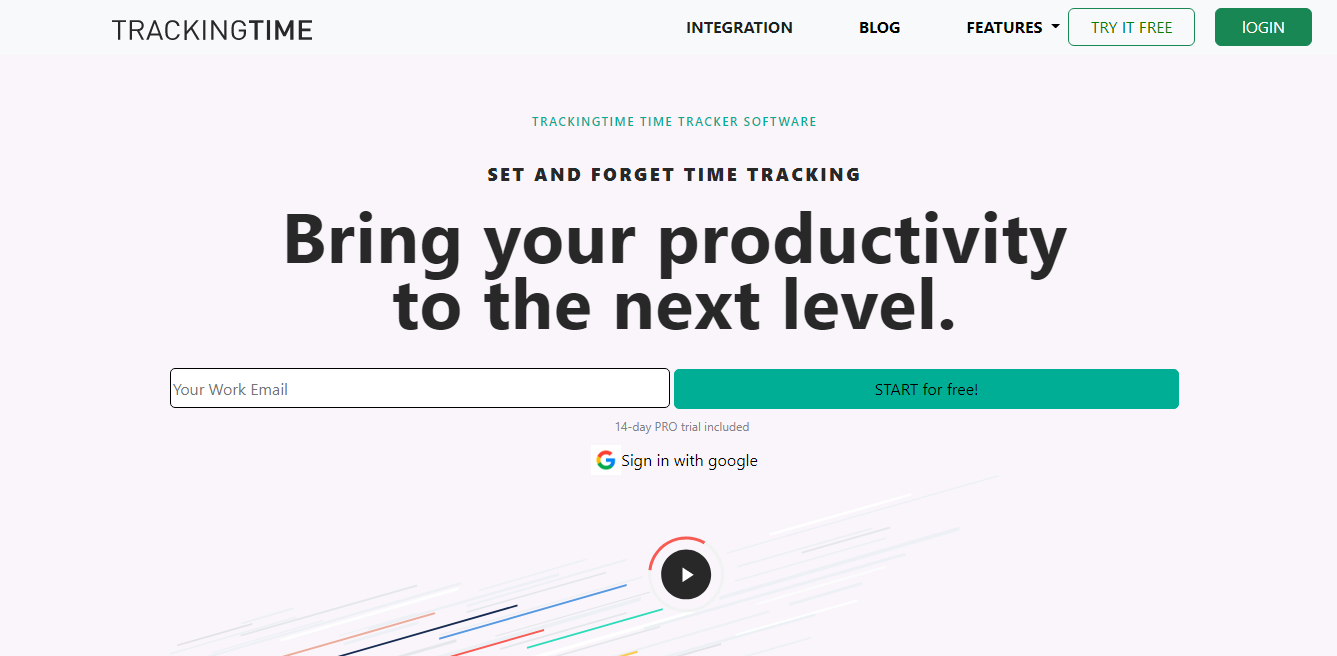 TRACKINGTIME
INTEGRATION
BLOG
FEATURES
TRY IT FREE
lOGIN
TRACKINGTIME TIME TRACKER SOFTWARE
SET AND FORGET TIME TRACKING
Bring your productivity
to the next level.
Your Work Email
START for free!
14-day PRO trial included
Sign in with google